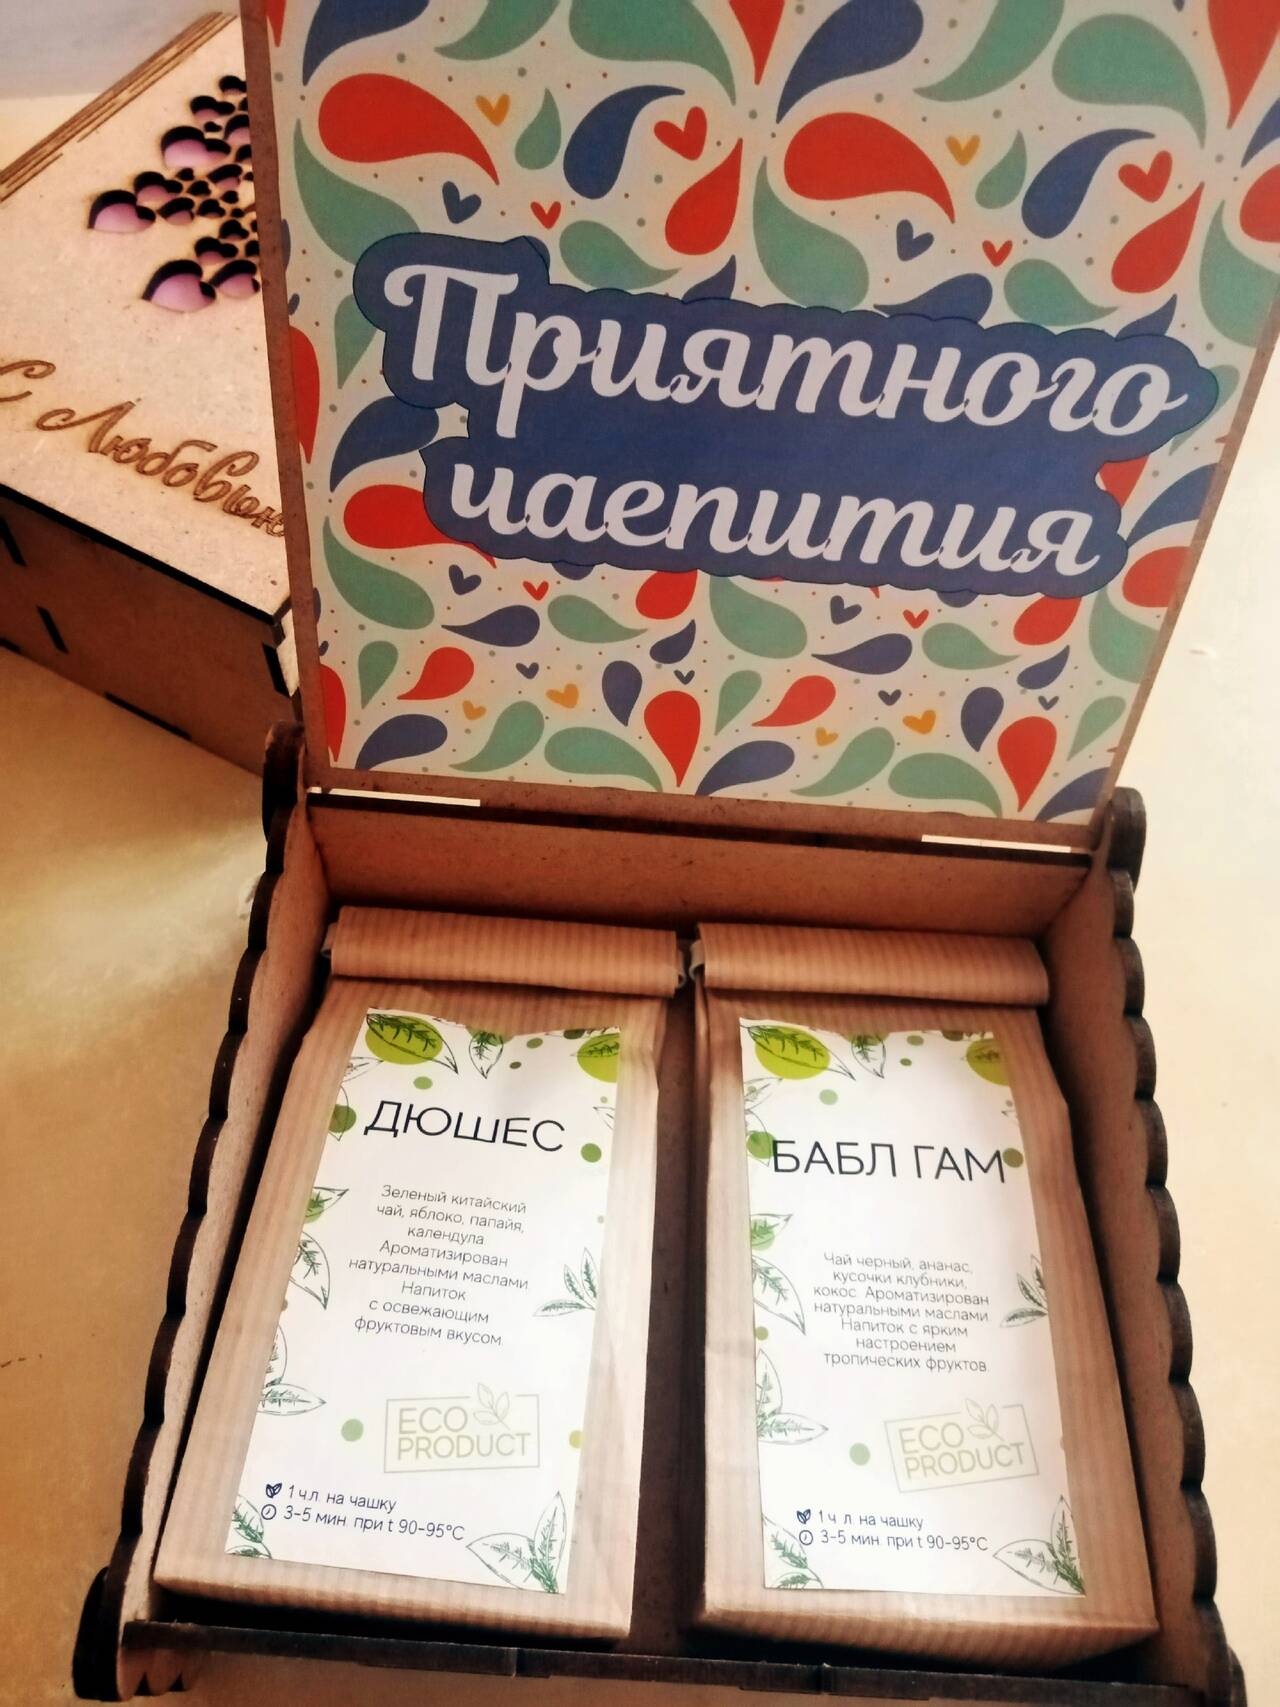 С Любовью
Приятного
чаепития
ДЮШЕС
Зеленый китайский
чай, яблоко, папайя,
календула
Ароматизирован
натуральными маслами
Напиток
с освежающим
фруктовым вкусом.
ECO
PRODUCT
1 ч.л. на чашку
3-5 мин. при t 90-95°C
БАБЛ ГАМ
Чай черный, ананас,
кусочки клубники,
кокос. Ароматизирован
натуральными маслами.
Напиток с ярким
настроением
тропических фруктов.
ECO
PRODUCT
1 ч. л. на чашку
3-5 мин. при t 90-95°C